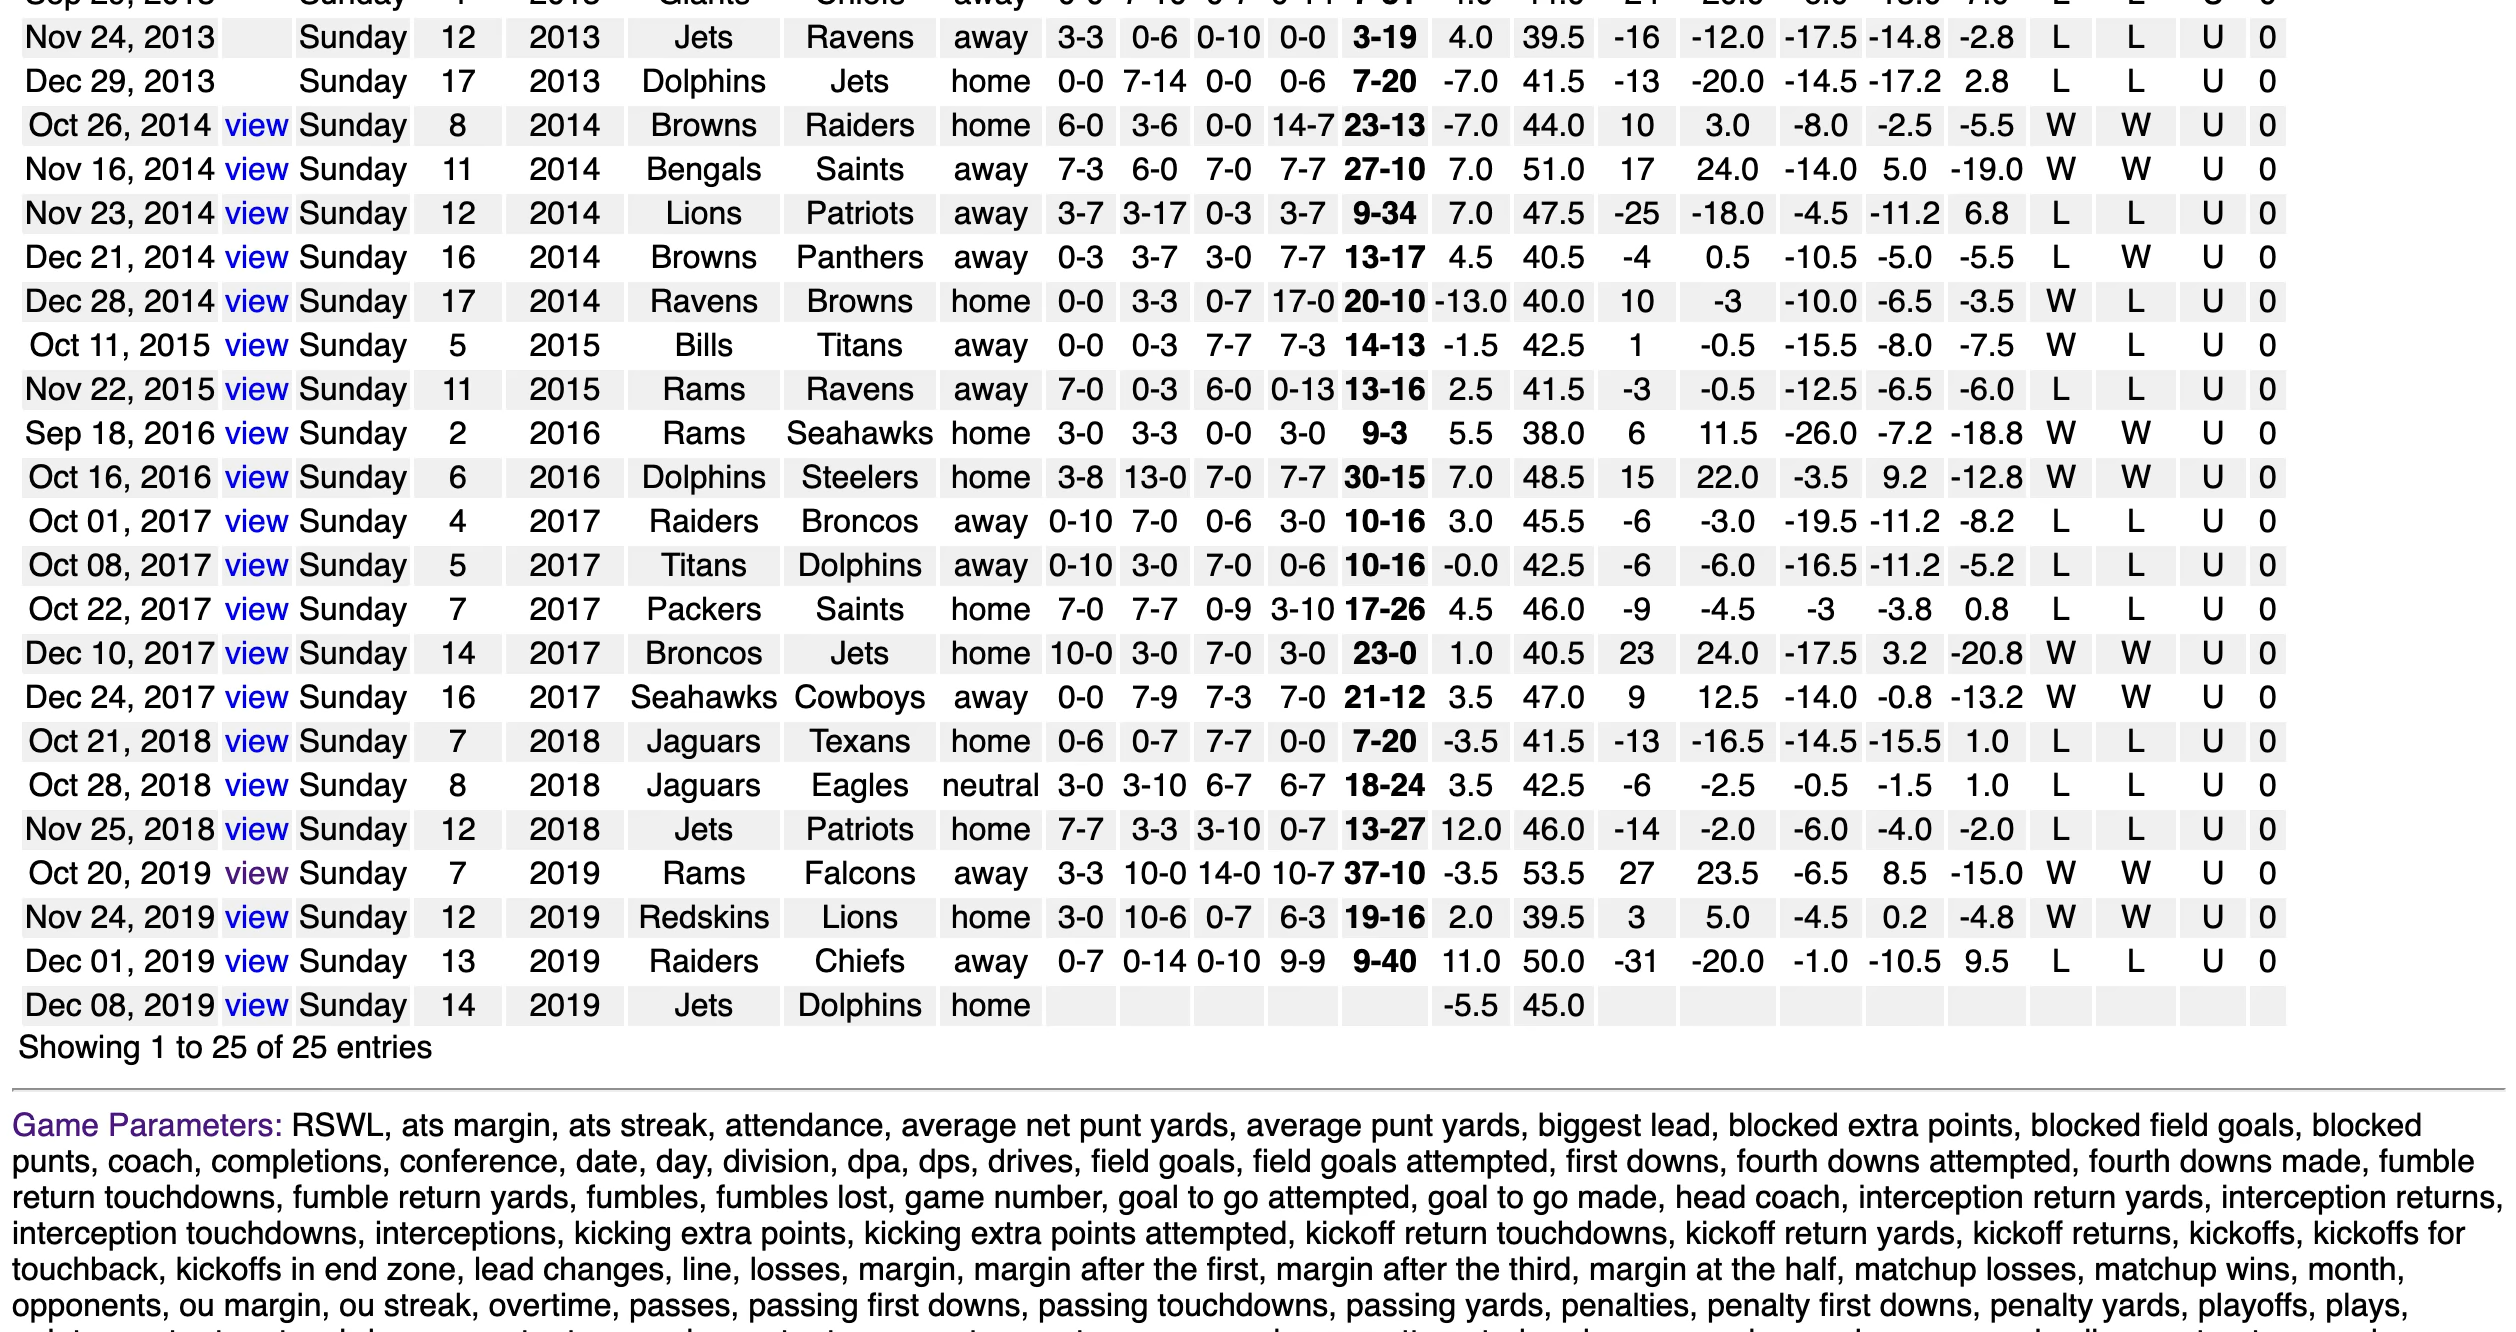 Nov 24, 2013 Sunday 12 2013 Jets Ravens away 3-3 0-6 0-10 0-0 3-19 4.0 39.5 -16 -12.0 -17.5 -14.8 -2.8 L L U 0
Dec 29, 2013 Sunday 17 2013 Dolphins Jets home 0-0 7-14 0-0 0-6 7-20 -7.0 41.5 -13 -20.0 -14.5 -17.2 2.8 L L U 0
Oct 26, 2014 view Sunday 8 2014 Browns Raiders home 6-0 3-6 0-0 14-7 23-13 -7.0 44.0 10 3.0 -8.0 -2.5 -5.5 W W U 0
Nov 16, 2014 view Sunday 11 2014 Bengals Saints away 7-3 6-0 7-0 7-7 27-10 7.0 51.0 17 24.0 -14.0 5.0 -19.0 W W U 0
Nov 23, 2014 view Sunday 12 2014 Lions Patriots away 3-7 3-17 0-3 3-7 9-34 7.0 47.5 -25 -18.0 -4.5 -11.2 6.8 L L U 0
Dec 21, 2014 view Sunday 16 2014 Browns Panthers away 0-3 3-7 3-0 7-7 13-17 4.5 40.5 -4 0.5 -10.5 -5.0 -5.5 L W U 0
Dec 28, 2014 view Sunday 17 2014 Ravens Browns home 0-0 3-3 0-7 17-0 20-10 -13.0 40.0 10 -3 -10.0 -6.5 -3.5 W L U 0
Oct 11, 2015 view Sunday 5 2015 Bills Titans away 0-0 0-3 7-7 7-3 14-13 -1.5 42.5 1 -0.5 -15.5 -8.0 -7.5 W L U 0
Nov 22, 2015 view Sunday 11 2015 Rams Ravens away 7-0 0-3 6-0 0-13 13-16 2.5 41.5 -3 -0.5 -12.5 -6.5 -6.0 L L U 0
Sep 18, 2016 view Sunday 2 2016 Rams Seahawks home 3-0 3-3 0-0 3-0 9-3 5.5 38.0 6 11.5 -26.0 -7.2 -18.8 W W U 0
Oct 16, 2016 view Sunday 6 2016 Dolphins Steelers home 3-8 13-0 7-0 7-7 30-15 7.0 48.5 15 22.0 -3.5 9.2 -12.8 W W U 0
Oct 01, 2017 view Sunday 4 2017 Raiders Broncos away 0-10 7-0 0-6 3-0 10-16 3.0 45.5 -6 -3.0 -19.5 -11.2 -8.2 L L U 0
Oct 08, 2017 view Sunday 5 2017 Titans Dolphins away 0-10 3-0 7-0 0-6 10-16 -0.0 42.5 -6 -6.0 -16.5 -11.2 -5.2 L L U 0
Oct 22, 2017 view Sunday 7 2017 Packers Saints home 7-0 7-7 0-9 3-10 17-26 4.5 46.0 -9 -4.5 -3 -3.8 0.8 L L U 0
Dec 10, 2017 view Sunday 14 2017 Broncos Jets home 10-0 3-0 7-0 3-0 23-0 1.0 40.5 23 24.0 -17.5 3.2 -20.8 W W U 0
Dec 24, 2017 view Sunday 16 2017 Seahawks Cowboys away 0-0 7-9 7-3 7-0 21-12 3.5 47.0 9 12.5 -14.0 -0.8 -13.2 W W U 0
Oct 21, 2018 view Sunday 7 2018 Jaguars Texans home 0-6 0-7 7-7 0-0 7-20 -3.5 41.5 -13 -16.5 -14.5 -15.5 1.0 L L U 0
Oct 28, 2018 view Sunday 8 2018 Jaguars Eagles neutral 3-0 3-10 6-7 6-7 18-24 3.5 42.5 -6 -2.5 -0.5 -1.5 1.0 L L U 0
Nov 25, 2018 view Sunday 12 2018 Jets Patriots home 7-7 3-3 3-10 0-7 13-27 12.0 46.0 -14 -2.0 -6.0 -4.0 -2.0 L L U 0
Oct 20, 2019 view Sunday 7 2019 Rams Falcons away 3-3 10-0 14-0 10-7 37-10 -3.5 53.5 27 23.5 -6.5 8.5 -15.0 W W U 0
Nov 24, 2019 view Sunday 12 2019 Redskins Lions home 3-0 10-6 0-7 6-3 19-16 2.0 39.5 3 5.0 -4.5 0.2 -4.8 W W U 0
Dec 01, 2019 view Sunday 13 2019 Raiders Chiefs away 0-7 0-14 0-10 9-9 9-40 11.0 50.0 -31 -20.0 -1.0 -10.5 9.5 L L U 0
Dec 08, 2019 view Sunday 14 2019 Jets Dolphins home -5.5 45.0
Showing 1 to 25 of 25 entries
Game Parameters: RSWL, ats margin, ats streak, attendance, average net punt yards, average punt yards, biggest lead, blocked extra points, blocked field goals, blocked
punts, coach, completions, conference, date, day, division, dpa, dps, drives, field goals, field goals attempted, first downs, fourth downs attempted, fourth downs made, fumble
return touchdowns, fumble return yards, fumbles, fumbles lost, game number, goal to go attempted, goal to go made, head coach, interception return yards, interception returns,
interception touchdowns, interceptions, kicking extra points, kicking extra points attempted, kickoff return touchdowns, kickoff return yards, kickoff returns, kickoffs, kickoffs for
touchback, kickoffs in end zone, lead changes, line, losses, margin, margin after the first, margin after the third, margin at the half, matchup losses, matchup wins, month,
opponents, ou margin, ou streak, overtime, passes, passing first downs, passing touchdowns, passing yards, penalties, penalty first downs, penalty yards, playoffs, plays,